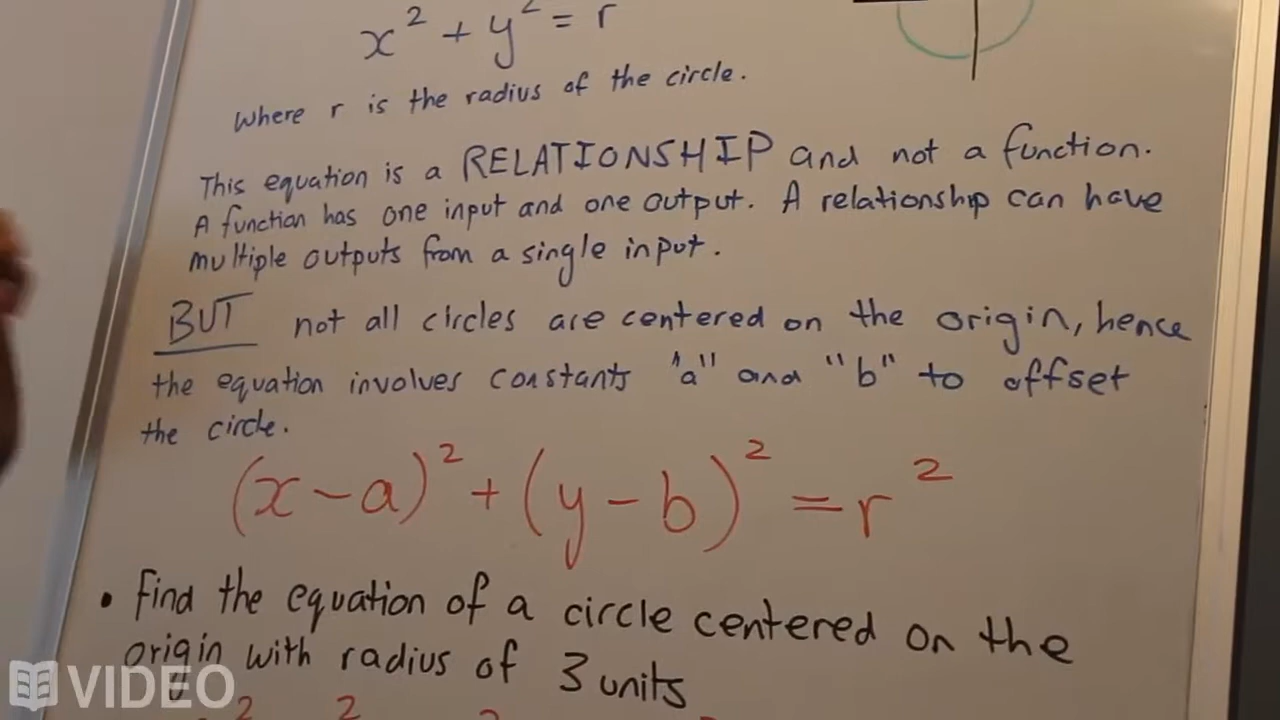 x² + y² = r
where r is the radius of the circle.
This equation is a RELATIONSHIP and not a function.
A function has one input and one output. A relationship can have
multiple outputs from a single input.
BUT not all circles are centered on the origin, hence
the equation involves constants "a" and "b" to offset
the circle.
(x-a)² + (y-b)² = r²
• Find the equation of a circle centered on the
origin with radius of 3 units
VIDEO